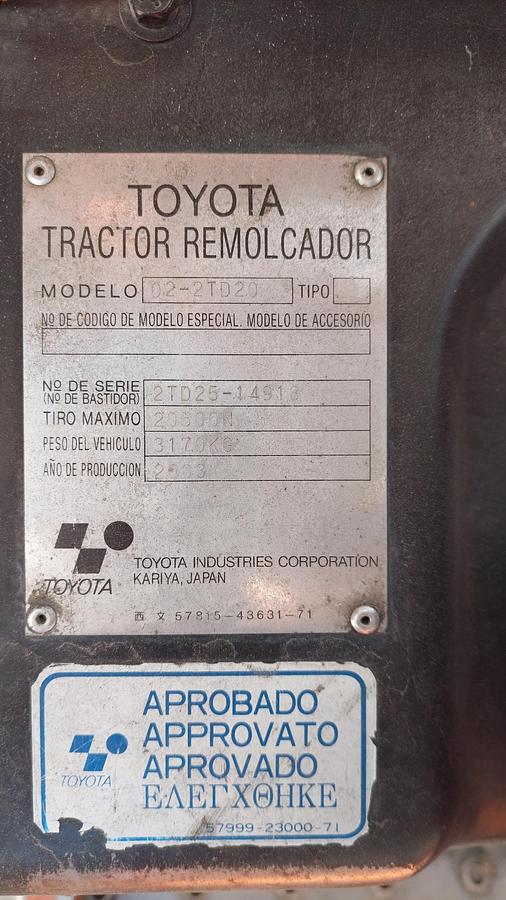 TOYOTA
TRACTOR REMOLCADOR
MODELO 02-2TD20 TIPO
Nº DE CODIGO DE MODELO ESPECIAL. MODELO DE ACCESORIO
Nº DE SERIE
(Nº DE BASTIDOR)
TIRO MAXIMO
PESO DEL VEHICULO 3170KG
AÑO DE PRODUCCION
TOYOTA INDUSTRIES CORPORATION
KARIYA, JAPAN
TOYOTA
西 文 57815-43631-71
APROBADO
APPROVATO
APROVADO
ΕΛΕΓΧΘΗΚΕ
TOYOTA
57999-23000-71